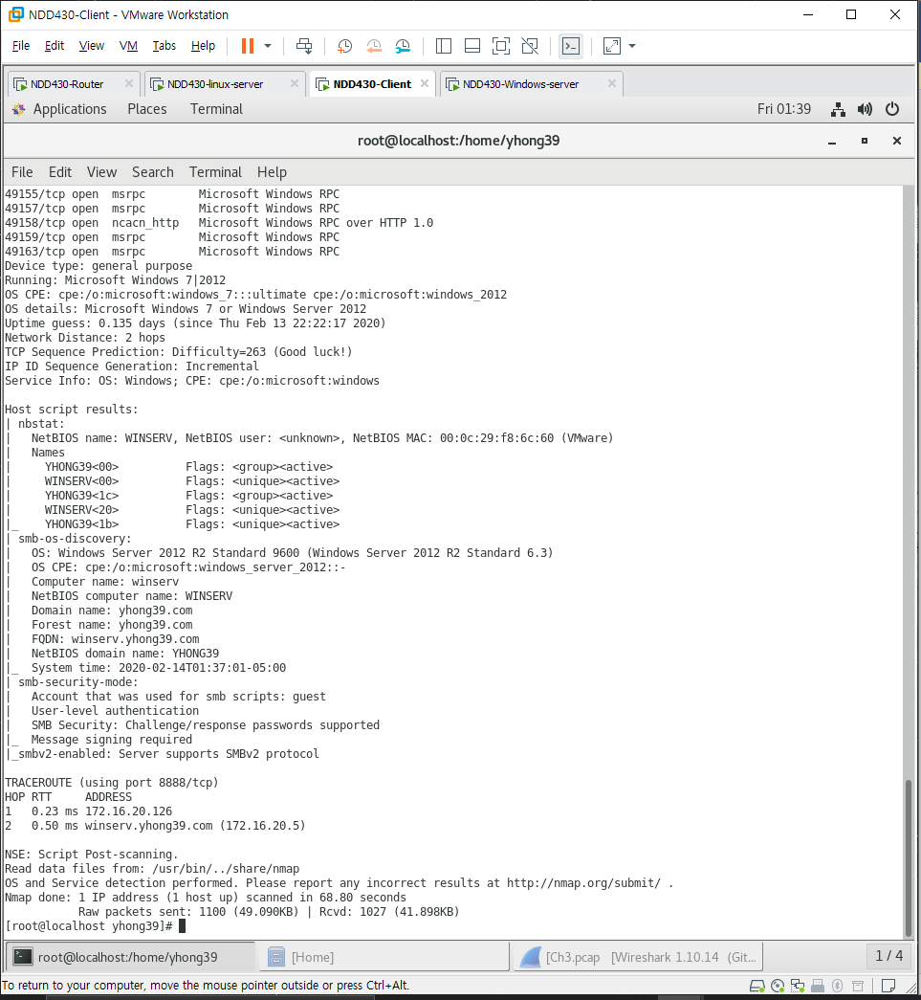 NDD430-Client - VMware Workstation
File Edit View VM Tabs Help
NDD430-Router NDD430-linux-server NDD430-Client NDD430-Windows-server
Applications Places Terminal Fri 01:39
root@localhost:/home/yhong39
File Edit View Search Terminal Help
49155/tcp open  msrpc        Microsoft Windows RPC
49157/tcp open  msrpc        Microsoft Windows RPC
49158/tcp open  ncacn_http   Microsoft Windows RPC over HTTP 1.0
49159/tcp open  msrpc        Microsoft Windows RPC
49163/tcp open  msrpc        Microsoft Windows RPC
Device type: general purpose
Running: Microsoft Windows 7|2012
OS CPE: cpe:/o:microsoft:windows_7:::ultimate cpe:/o:microsoft:windows_2012
OS details: Microsoft Windows 7 or Windows Server 2012
Uptime guess: 0.135 days (since Thu Feb 13 22:22:17 2020)
Network Distance: 2 hops
TCP Sequence Prediction: Difficulty=263 (Good luck!)
IP ID Sequence Generation: Incremental
Service Info: OS: Windows; CPE: cpe:/o:microsoft:windows
Host script results:
| nbstat:
|   NetBIOS name: WINSERV, NetBIOS user: <unknown>, NetBIOS MAC: 00:0c:29:f8:6c:60 (VMware)
|   Names
|     YHONG39<00>          Flags: <group><active>
|     WINSERV<00>          Flags: <unique><active>
|     YHONG39<1c>          Flags: <group><active>
|     WINSERV<20>          Flags: <unique><active>
|_    YHONG39<1b>          Flags: <unique><active>
| smb-os-discovery:
|   OS: Windows Server 2012 R2 Standard 9600 (Windows Server 2012 R2 Standard 6.3)
|   OS CPE: cpe:/o:microsoft:windows_server_2012::-
|   Computer name: winserv
|   NetBIOS computer name: WINSERV
|   Domain name: yhong39.com
|   Forest name: yhong39.com
|   FQDN: winserv.yhong39.com
|   NetBIOS domain name: YHONG39
|_  System time: 2020-02-14T01:37:01-05:00
| smb-security-mode:
|   Account that was used for smb scripts: guest
|   User-level authentication
|   SMB Security: Challenge/response passwords supported
|_  Message signing required
|_smbv2-enabled: Server supports SMBv2 protocol
TRACEROUTE (using port 8888/tcp)
HOP RTT     ADDRESS
1   0.23 ms 172.16.20.126
2   0.50 ms winserv.yhong39.com (172.16.20.5)
NSE: Script Post-scanning.
Read data files from: /usr/bin/../share/nmap
OS and Service detection performed. Please report any incorrect results at http://nmap.org/submit/ .
Nmap done: 1 IP address (1 host up) scanned in 68.80 seconds
           Raw packets sent: 1100 (49.090KB) | Rcvd: 1027 (41.898KB)
[root@localhost yhong39]#
root@localhost:/home/yhong39 [Home] [Ch3.pcap [Wireshark 1.10.14 (Git... 1 / 4
To return to your computer, move the mouse pointer outside or press Ctrl+Alt.